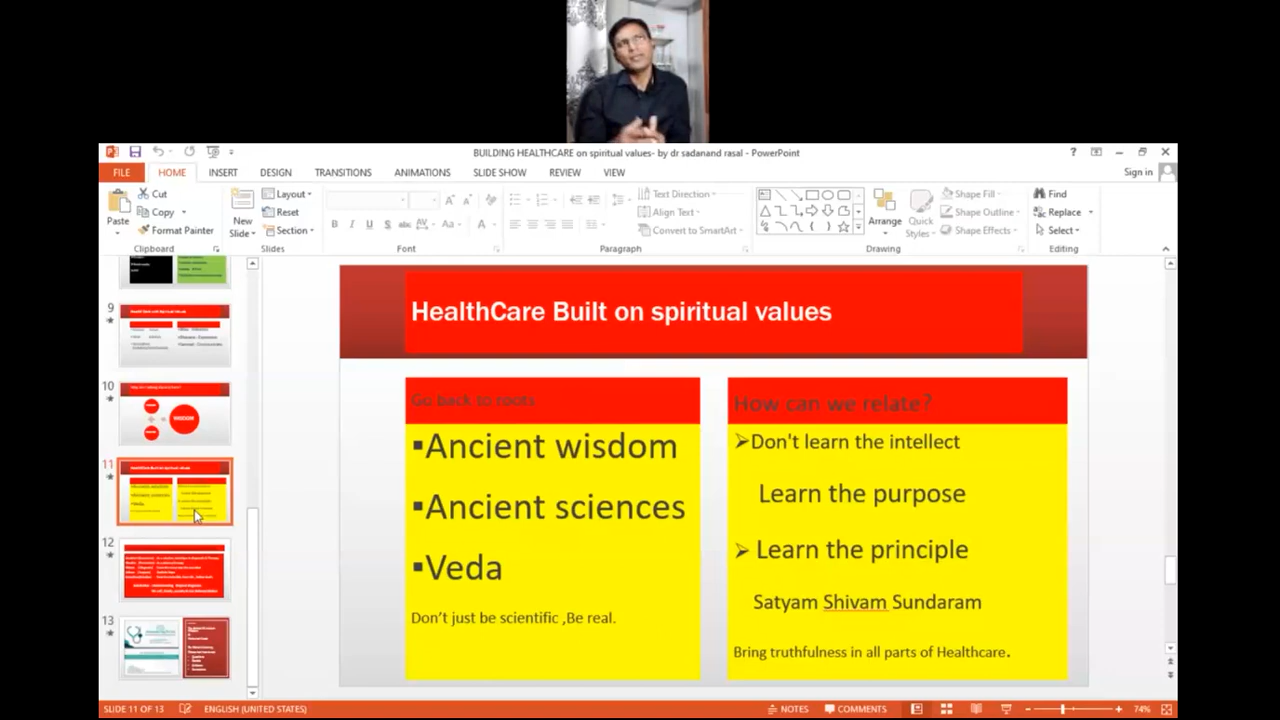 BUILDING HEALTHCARE on spiritual values- by dr sadanand rasal - PowerPoint
FILE HOME INSERT DESIGN TRANSITIONS ANIMATIONS SLIDE SHOW REVIEW VIEW Sign in
Cut
Copy
Format Painter
Paste
Clipboard
New
Slide
Layout
Reset
Section
Slides
Font
Text Direction
Align Text
Convert to SmartArt
Paragraph
Arrange
Quick
Styles
Shape Fill
Shape Outline
Shape Effects
Drawing
Find
Replace
Select
Editing
9
10
WISDOM
11
12
13
HealthCare Built on spiritual values
Go back to roots
▪Ancient wisdom
▪Ancient sciences
▪Veda
Don't just be scientific ,Be real.
How can we relate?
➢Don't learn the intellect
Learn the purpose
➢ Learn the principle
Satyam Shivam Sundaram
Bring truthfulness in all parts of Healthcare.
SLIDE 11 OF 13 ENGLISH (UNITED STATES) NOTES COMMENTS 74%